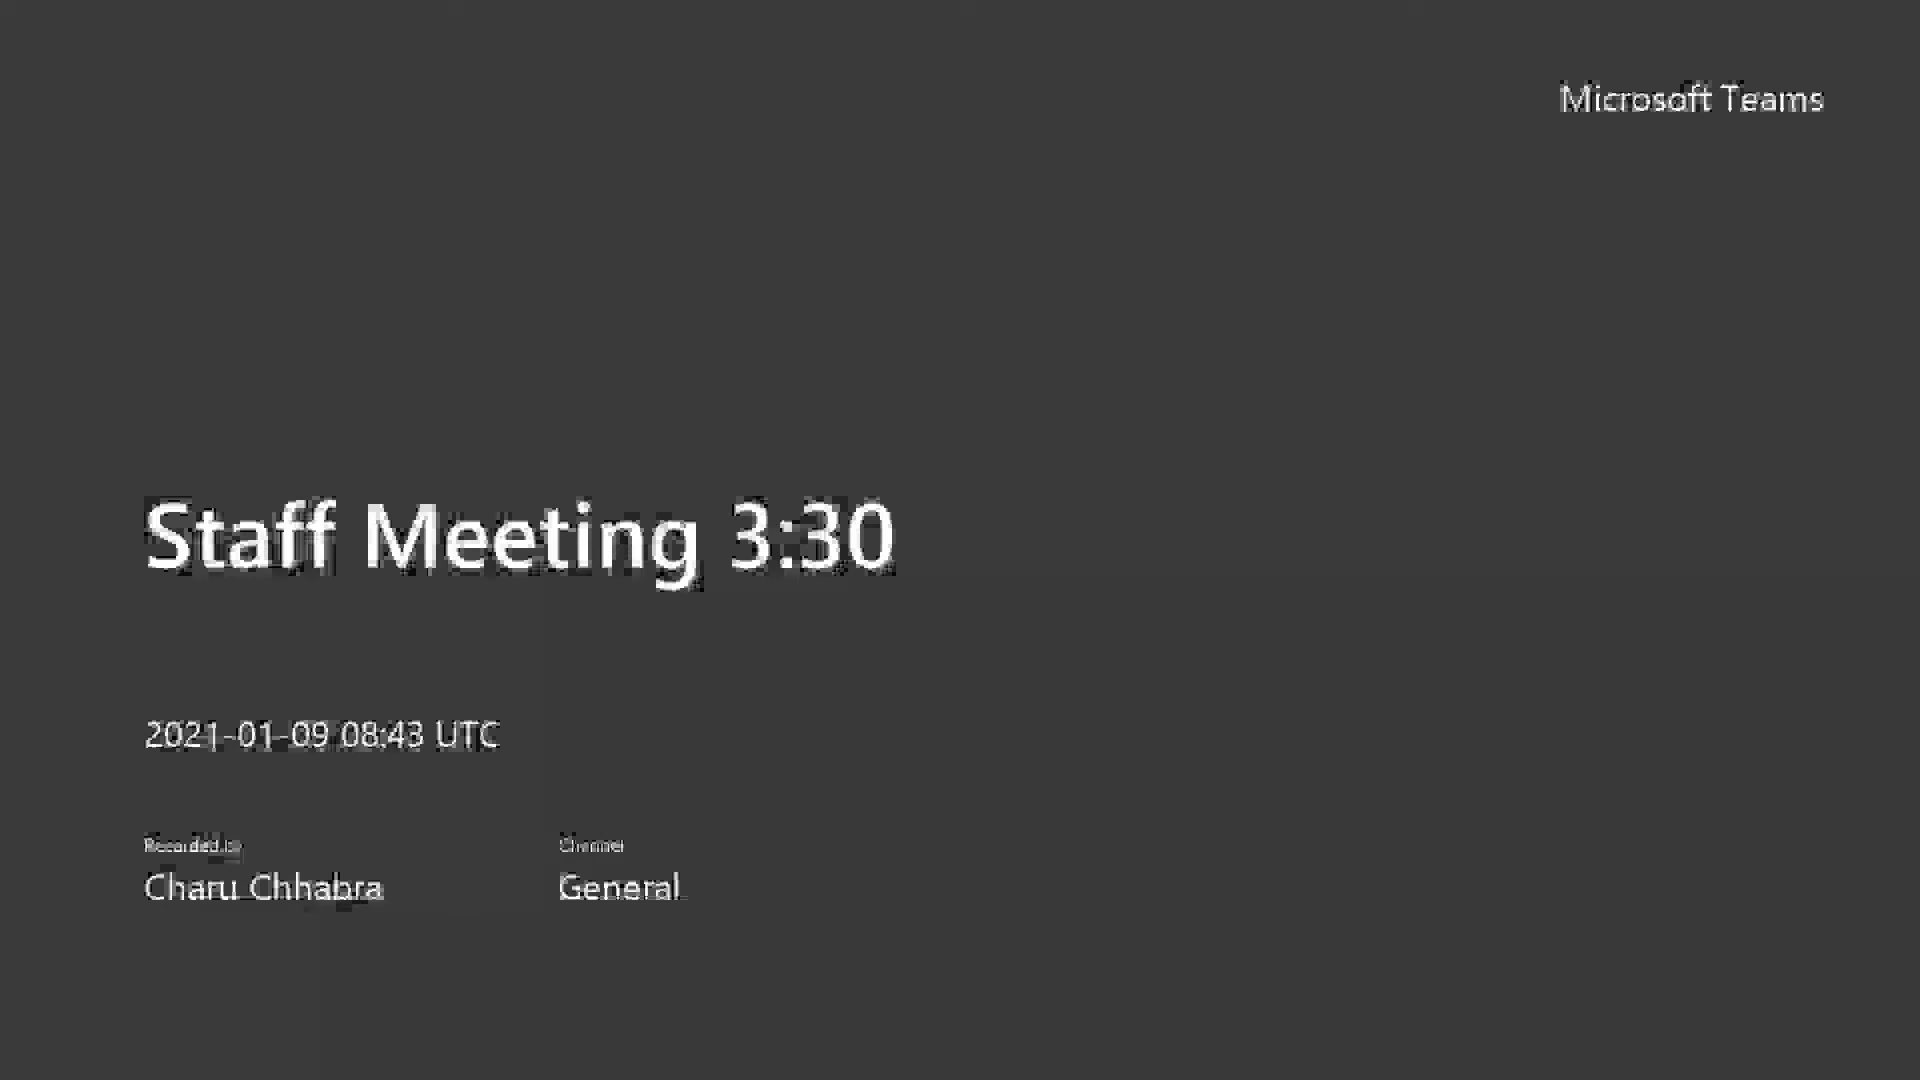 Microsoft Teams
Staff Meeting 3:30
2021-01-09 08:43 UTC
Recorded by
Channel
Charu Chhabra
General